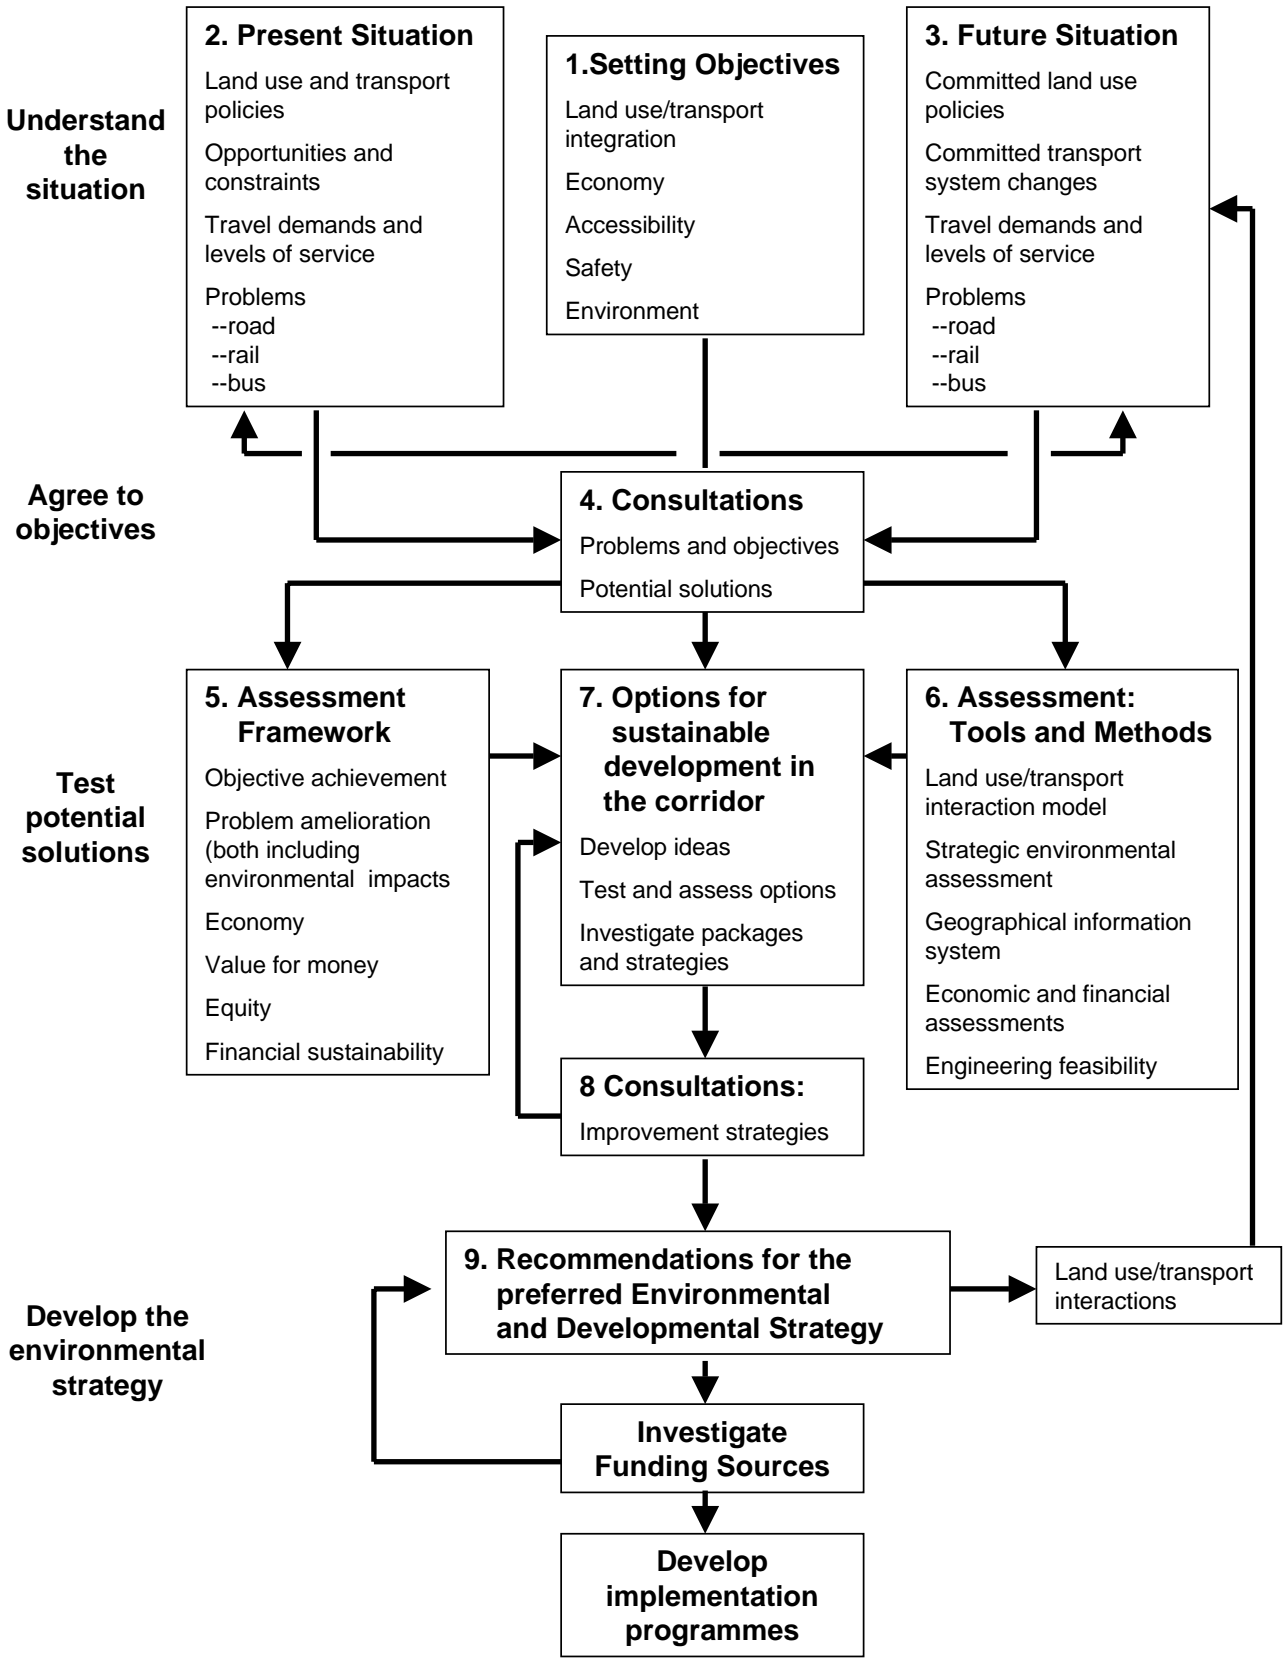 Understand
the
situation
2. Present Situation
Land use and transport
policies
Opportunities and
constraints
Travel demands and
levels of service
Problems
--road
--rail
--bus
1.Setting Objectives
Land use/transport
integration
Economy
Accessibility
Safety
Environment
3. Future Situation
Committed land use
policies
Committed transport
system changes
Travel demands and
levels of service
Problems
--road
--rail
--bus
Agree to
objectives
4. Consultations
Problems and objectives
Potential solutions
Test
potential
solutions
5. Assessment
Framework
Objective achievement
Problem amelioration
(both including
environmental impacts
Economy
Value for money
Equity
Financial sustainability
7. Options for
sustainable
development in
the corridor
Develop ideas
Test and assess options
Investigate packages
and strategies
6. Assessment:
Tools and Methods
Land use/transport
interaction model
Strategic environmental
assessment
Geographical information
system
Economic and financial
assessments
Engineering feasibility
8 Consultations:
Improvement strategies
Develop the
environmental
strategy
9. Recommendations for the
preferred Environmental
and Developmental Strategy
Land use/transport
interactions
Investigate
Funding Sources
Develop
implementation
programmes